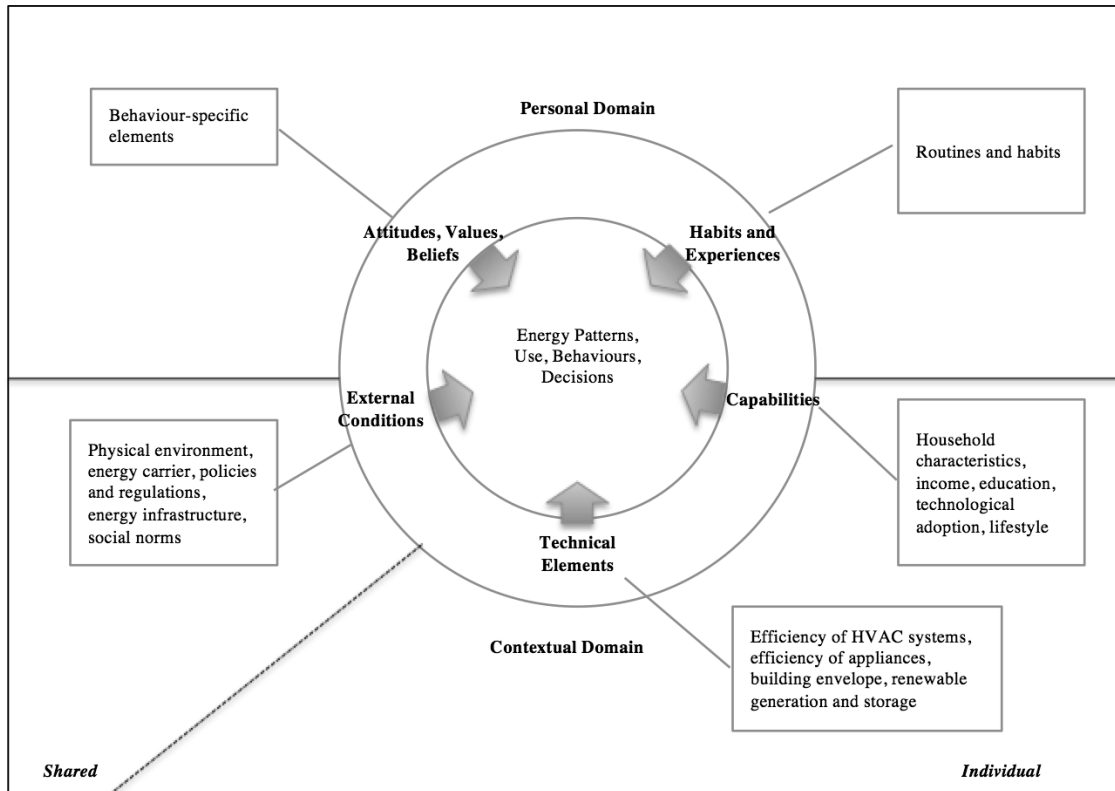 Personal Domain
Behaviour-specific
elements
Routines and habits
Attitudes, Values,
Beliefs
Habits and
Experiences
Energy Patterns,
Use, Behaviours,
Decisions
External
Conditions
Capabilities
Physical environment,
energy carrier, policies
and regulations,
energy infrastructure,
social norms
Household
characteristics,
income, education,
technological
adoption, lifestyle
Technical
Elements
Contextual Domain
Efficiency of HVAC systems,
efficiency of appliances,
building envelope, renewable
generation and storage
Shared
Individual